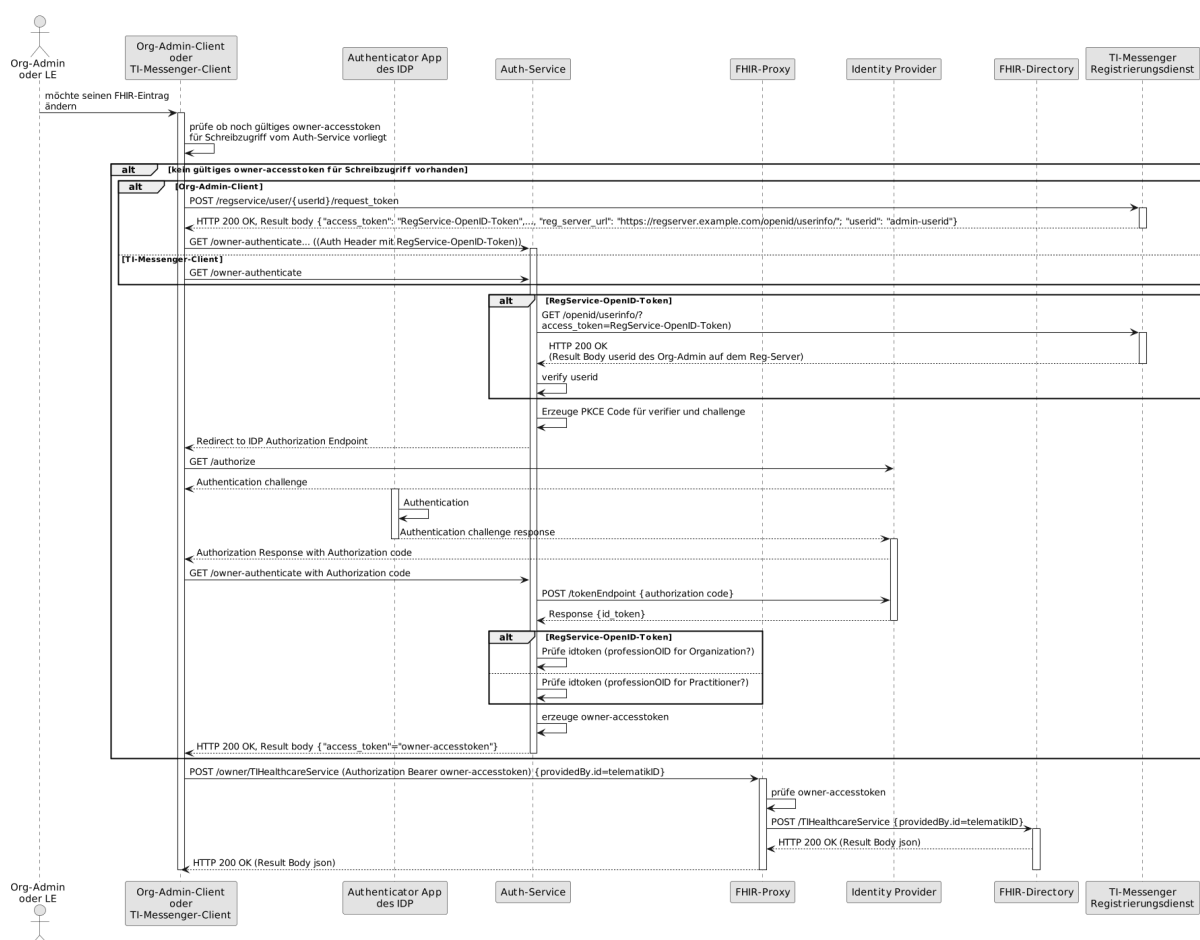 Org-Admin
oder LE
Org-Admin-Client
oder
TI-Messenger-Client
Authenticator App
des IDP
Auth-Service
FHIR-Proxy
Identity Provider
FHIR-Directory
TI-Messenger
Registrierungsdienst
möchte seinen FHIR-Eintrag
ändern
prüfe ob noch gültiges owner-accesstoken
für Schreibzugriff vom Auth-Service vorliegt
alt [kein gültiges owner-accesstoken für Schreibzugriff vorhanden]
alt [Org-Admin-Client]
POST /regservice/user/{userId}/request_token
HTTP 200 OK, Result body {"access_token": "RegService-OpenID-Token",..., "reg_server_url": "https://regserver.example.com/openid/userinfo/"; "userid": "admin-userid"}
GET /owner-authenticate... ((Auth Header mit RegService-OpenID-Token))
[TI-Messenger-Client]
GET /owner-authenticate
alt [RegService-OpenID-Token]
GET /openid/userinfo/?
access_token=RegService-OpenID-Token)
HTTP 200 OK
(Result Body userid des Org-Admin auf dem Reg-Server)
verify userid
Erzeuge PKCE Code für verifier und challenge
Redirect to IDP Authorization Endpoint
GET /authorize
Authentication challenge
Authentication
Authentication challenge response
Authorization Response with Authorization code
GET /owner-authenticate with Authorization code
POST /tokenEndpoint {authorization code}
Response {id_token}
alt [RegService-OpenID-Token]
Prüfe idtoken (professionOID for Organization?)
Prüfe idtoken (professionOID for Practitioner?)
erzeuge owner-accesstoken
HTTP 200 OK, Result body {"access_token"="owner-accesstoken"}
POST /owner/TIHealthcareService (Authorization Bearer owner-accesstoken) {providedBy.id=telematikID}
prüfe owner-accesstoken
POST /TIHealthcareService {providedBy.id=telematikID}
HTTP 200 OK (Result Body json)
HTTP 200 OK (Result Body json)
Org-Admin
oder LE
Org-Admin-Client
oder
TI-Messenger-Client
Authenticator App
des IDP
Auth-Service
FHIR-Proxy
Identity Provider
FHIR-Directory
TI-Messenger
Registrierungsdienst